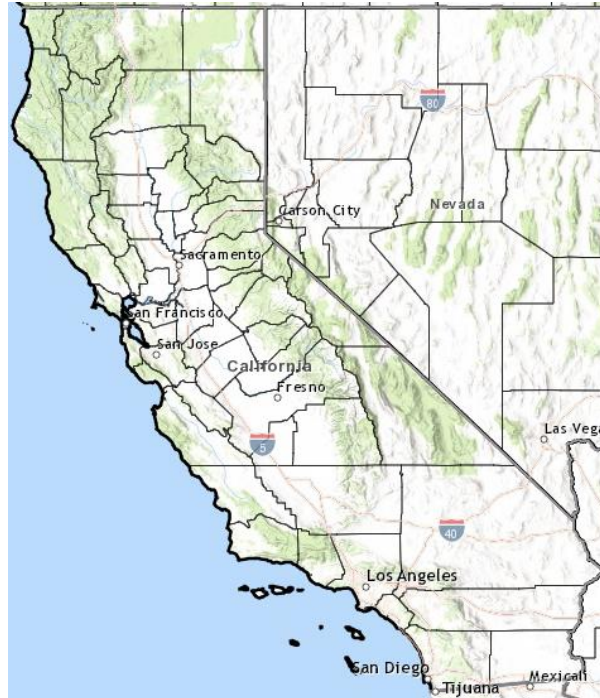 80
Nevada
Carson City
Sacramento
San Francisco
San Jose
California
Fresno
Las Vega
5
40
Los Angeles
San Diego
Tijuana
Mexicali